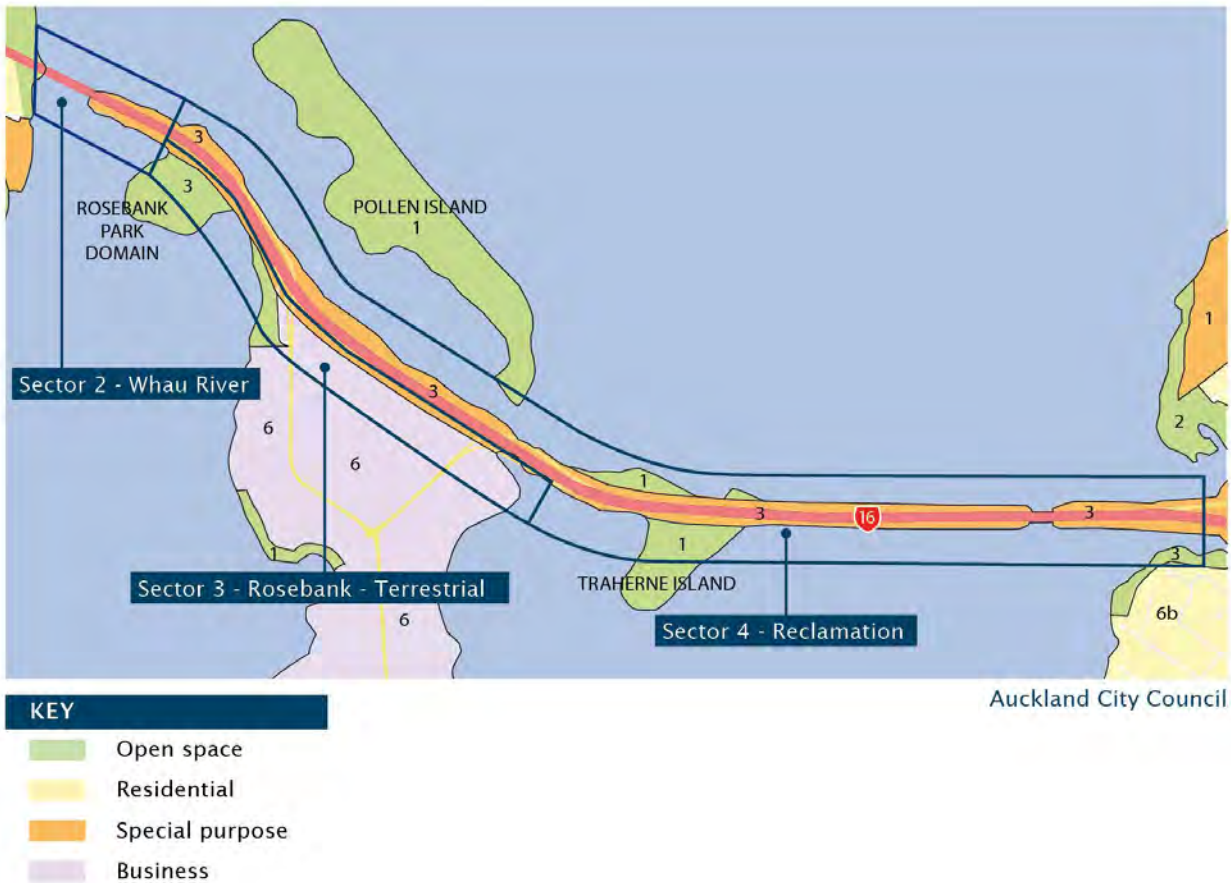 3
3
ROSEBANK
PARK
DOMAIN
POLLEN ISLAND
1
1
2
Sector 2 - Whau River
3
6
6
1
3
16
3
1
1
3
TRAHERNE ISLAND
Sector 3 - Rosebank - Terrestrial
6
6b
Sector 4 - Reclamation
Auckland City Council
KEY
Open space
Residential
Special purpose
Business